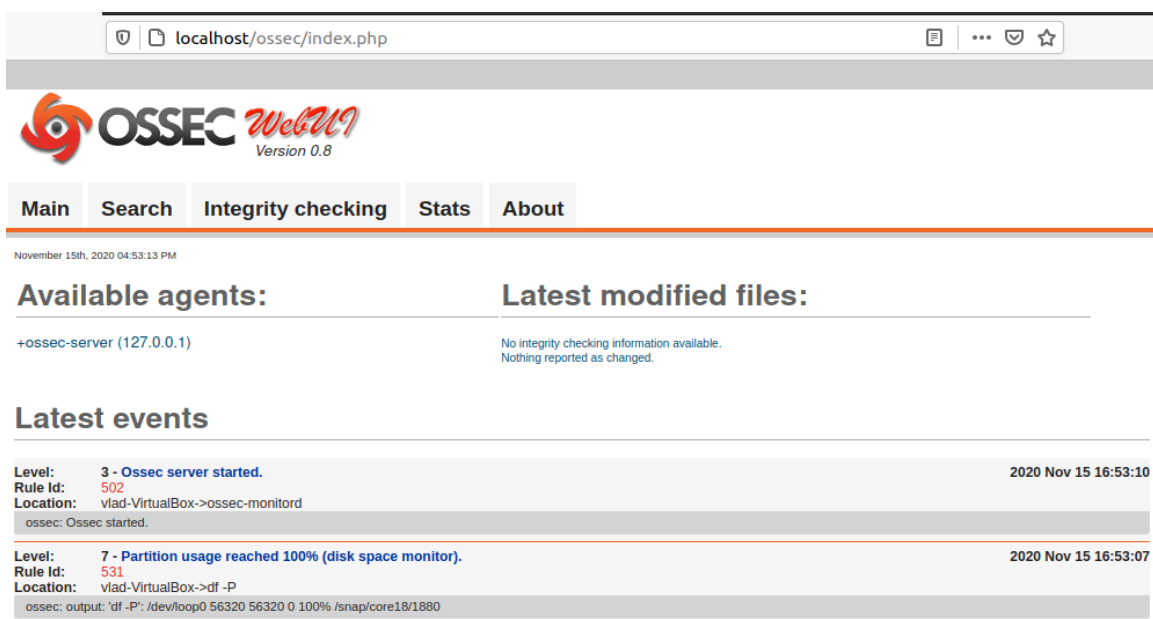 localhost/ossec/index.php
OSSEC WebUI
Version 0.8
Main Search Integrity checking Stats About
November 15th, 2020 04:53:13 PM
Available agents:
+ossec-server (127.0.0.1)
Latest modified files:
No integrity checking information available.
Nothing reported as changed.
Latest events
Level: 3 - Ossec server started. 2020 Nov 15 16:53:10
Rule Id: 502
Location: vlad-VirtualBox->ossec-monitord
ossec: Ossec started.
Level: 7 - Partition usage reached 100% (disk space monitor). 2020 Nov 15 16:53:07
Rule Id: 531
Location: vlad-VirtualBox->df -P
ossec: output: 'df -P': /dev/loop0 56320 56320 0 100% /snap/core18/1880